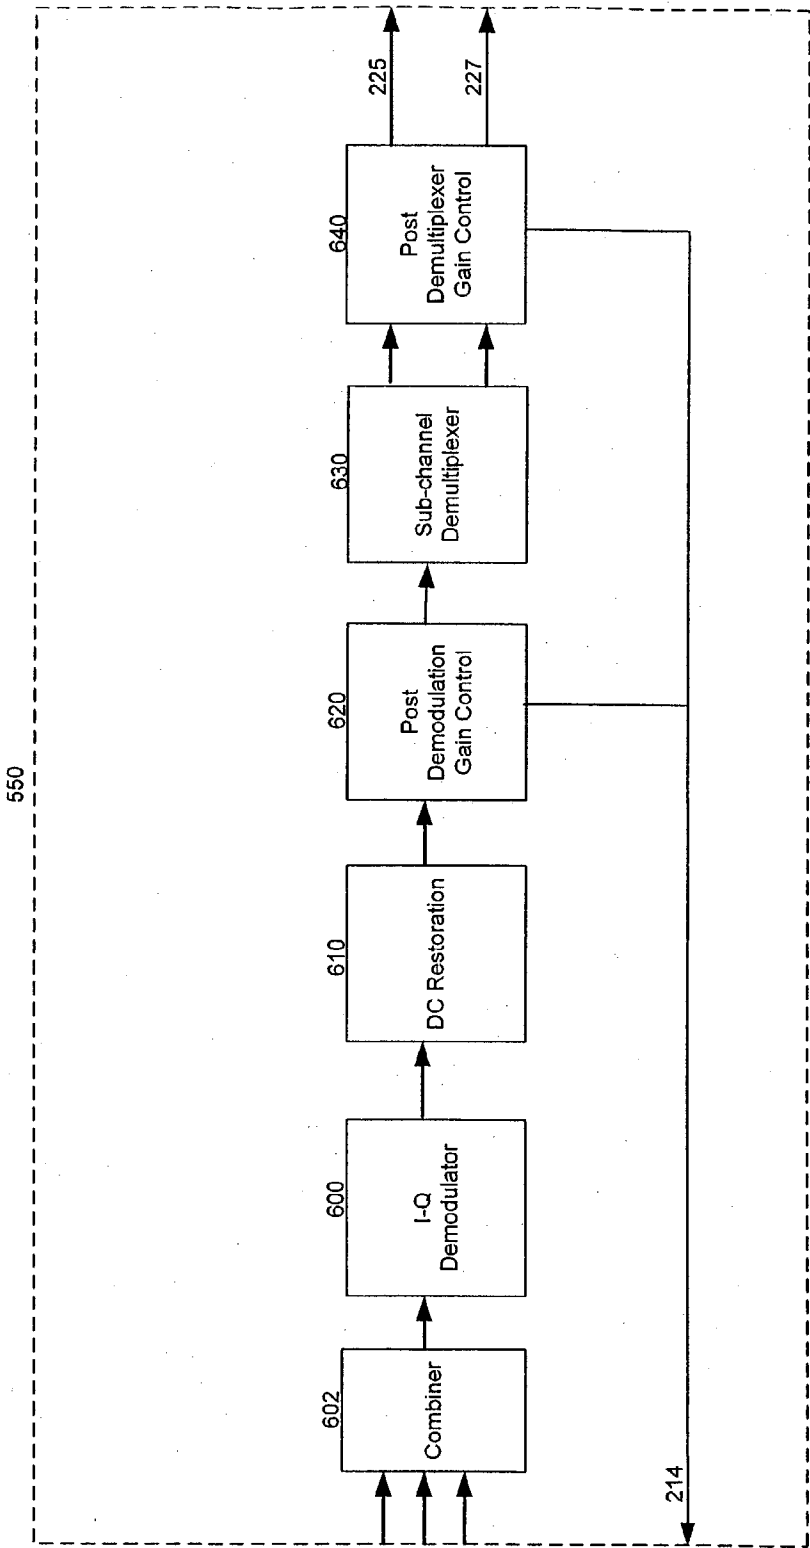 550
602
Combiner
600
I-Q
Demodulator
610
DC Restoration
620
Post
Demodulation
Gain Control
630
Sub-channel
Demultiplexer
640
Post
Demultiplexer
Gain Control
225
227
214